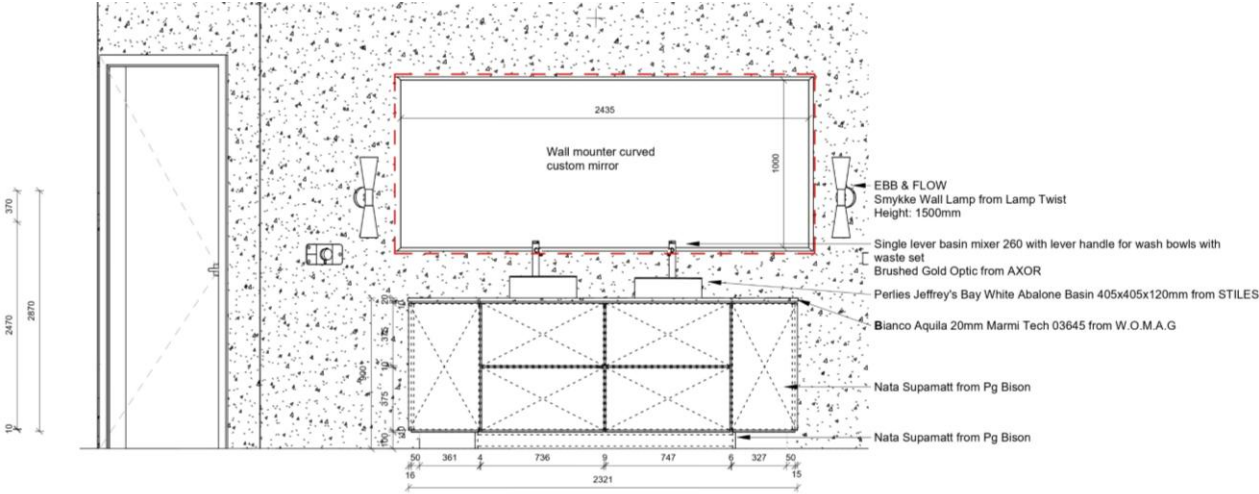 2435
Wall mounter curved
custom mirror
1000
EBB & FLOW
Smykke Wall Lamp from Lamp Twist
Height: 1500mm
Single lever basin mixer 260 with lever handle for wash bowls with
waste set
Brushed Gold Optic from AXOR
Perlies Jeffrey's Bay White Abalone Basin 405x405x120mm from STILES
Bianco Aquila 20mm Marmi Tech 03645 from W.O.M.A.G
Nata Supamatt from Pg Bison
Nata Supamatt from Pg Bison
370
2470
2870
10
20
375
10
375
100
50 361 4 736 9 747 6 327 50
16 15
2321